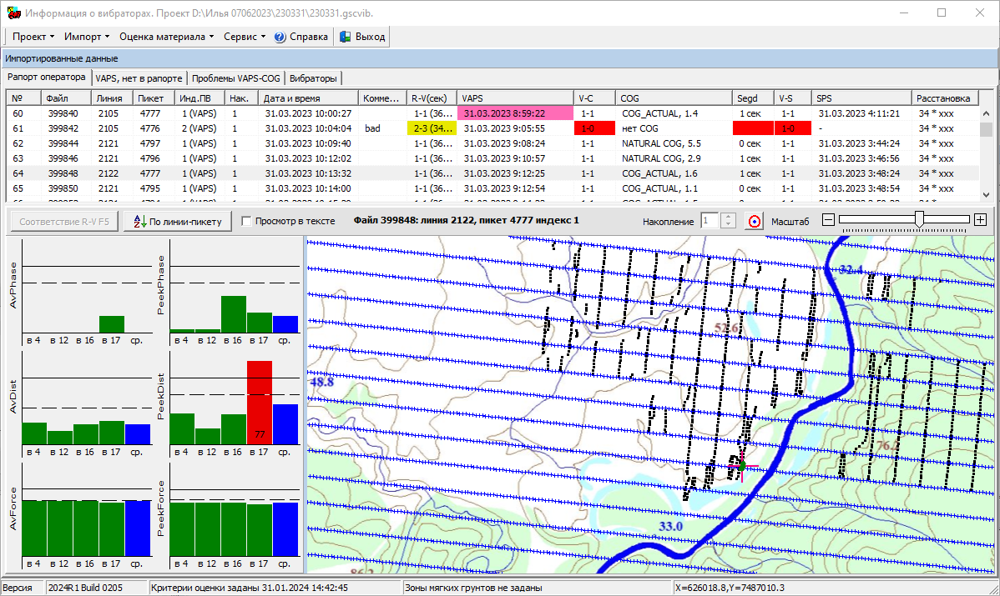 Информация о вибраторах. Проект D:\Илья 07062023\230331\230331.gscvib.
Проект Импорт Оценка материала Сервис Справка Выход
Импортированные данные
Рапорт оператора VAPS, нет в рапорте Проблемы VAPS-COG Вибраторы
№ Файл Линия Пикет Инд.ПВ Нак. Дата и время Комме... R-V(сек) VAPS V-C COG Segd V-S SPS Расстановка
60 399840 2105 4777 1 (VAPS) 1 31.03.2023 10:00:27 1-1 (36... 31.03.2023 8:59:22 1-1 COG_ACTUAL, 1.4 1 сек 1-1 31.03.2023 4:11:21 34 * xxx
61 399842 2105 4776 2 (VAPS) 1 31.03.2023 10:04:04 bad 2-3 (34... 31.03.2023 9:05:55 1-0 нет COG 1-0 - 34 * xxx
62 399844 2121 4797 1 (VAPS) 1 31.03.2023 10:09:40 1-1 (36... 31.03.2023 9:08:24 1-1 NATURAL COG, 5.5 0 сек 1-1 31.03.2023 3:44:24 34 * xxx
63 399846 2121 4796 1 (VAPS) 1 31.03.2023 10:12:02 1-1 (36... 31.03.2023 9:10:57 1-1 NATURAL COG, 2.9 1 сек 1-1 31.03.2023 3:46:56 34 * xxx
64 399848 2122 4777 1 (VAPS) 1 31.03.2023 10:13:32 1-1 (36... 31.03.2023 9:12:25 1-1 COG_ACTUAL, 1.6 1 сек 1-1 31.03.2023 3:48:24 34 * xxx
65 399850 2121 4795 1 (VAPS) 1 31.03.2023 10:14:00 1-1 (36... 31.03.2023 9:12:54 1-1 COG_ACTUAL, 1.1 0 сек 1-1 31.03.2023 3:48:54 34 * xxx
Соответствие R-V F5 По линии-пикету Просмотр в тексте Файл 399848: линия 2122, пикет 4777 индекс 1 Накопление 1 Масштаб
AvPhase
в 4 в 12 в 16 в 17 ср.
PeekPhase
в 4 в 12 в 16 в 17 ср.
AvDist
в 4 в 12 в 16 в 17 ср.
PeekDist
77
в 4 в 12 в 16 в 17 ср.
AvForce
в 4 в 12 в 16 в 17 ср.
PeekForce
в 4 в 12 в 16 в 17 ср.
32.4
52.6
48.8
76.2
33.0
86.2
Версия 2024R1 Build 0205 Критерии оценки заданы 31.01.2024 14:42:45 Зоны мягких грунтов не заданы X=626018.8,Y=7487010.3